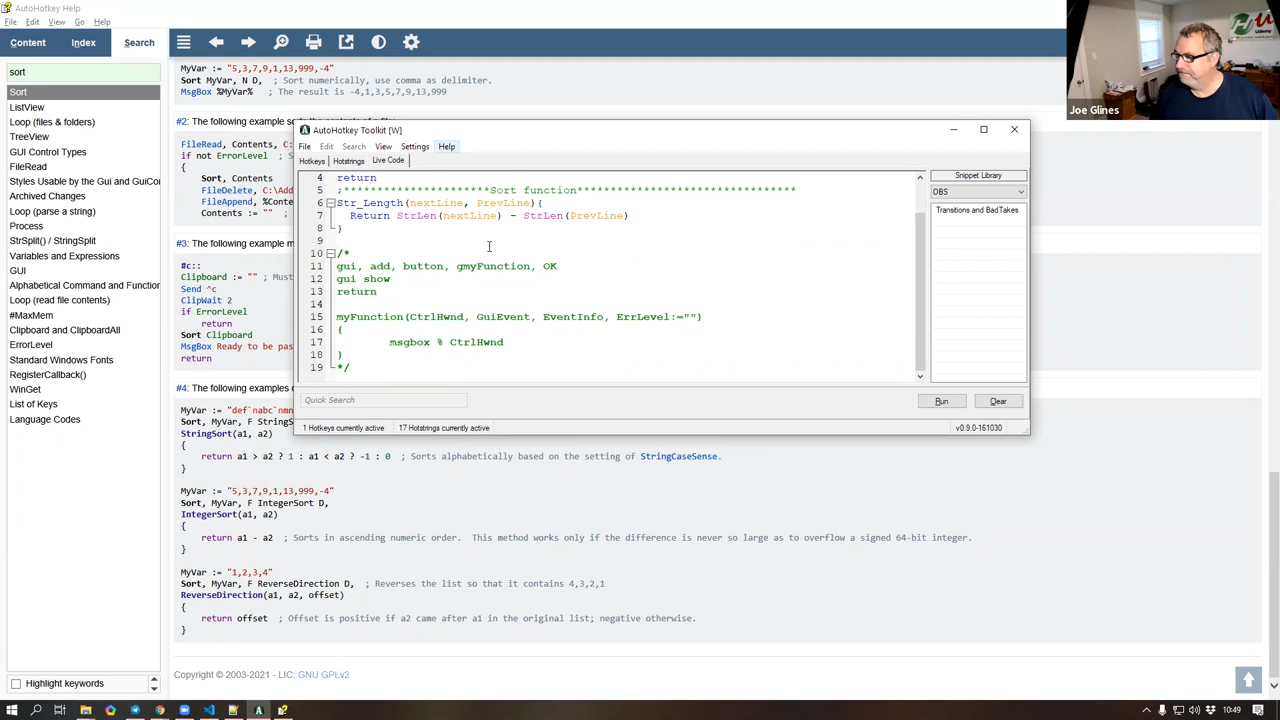 AutoHotkey Help
File Edit View Go Help
Content Index Search
sort
Sort
ListView
Loop (files & folders)
TreeView
GUI Control Types
FileRead
Styles Usable by the Gui and GuiCon
Archived Changes
Loop (parse a string)
Process
StrSplit() / StringSplit
Variables and Expressions
GUI
Alphabetical Command and Function
Loop (read file contents)
#MaxMem
Clipboard and ClipboardAll
ErrorLevel
Standard Windows Fonts
RegisterCallback()
WinGet
List of Keys
Language Codes
Highlight keywords
MyVar := "5,3,7,9,1,13,999,-4"
Sort MyVar, N D, ; Sort numerically, use comma as delimiter.
MsgBox %MyVar% ; The result is -4,1,3,5,7,9,13,999
#2: The following example sorts
FileRead, Contents, C:
if not ErrorLevel ; S
{
Sort, Contents
FileDelete, C:\Add
FileAppend, %Conte
Contents := "" ;
}
#3: The following example m
#c::
Clipboard := "" ; Must
Send ^c
ClipWait 2
if ErrorLevel
return
Sort Clipboard
MsgBox Ready to be pas
return
#4: The following examples
MyVar := "def`nabc`nmn
Sort, MyVar, F StringS
StringSort(a1, a2)
{
return a1 > a2 ? 1 : a1 < a2 ? -1 : 0 ; Sorts alphabetically based on the setting of StringCaseSense.
}
MyVar := "5,3,7,9,1,13,999,-4"
Sort, MyVar, F IntegerSort D,
IntegerSort(a1, a2)
{
return a1 - a2 ; Sorts in ascending numeric order. This method works only if the difference is never so large as to overflow a signed 64-bit integer.
}
MyVar := "1,2,3,4"
Sort, MyVar, F ReverseDirection D, ; Reverses the list so that it contains 4,3,2,1
ReverseDirection(a1, a2, offset)
{
return offset ; Offset is positive if a2 came after a1 in the original list; negative otherwise.
}
Copyright © 2003-2021 - LIC: GNU GPLv2
AutoHotkey Toolkit [W]
File Edit Search View Settings Help
Hotkeys Hotstrings Live Code
4 return
5 ;**********************Sort function*******************************
6 Str_Length(nextLine, PrevLine){
7 Return StrLen(nextLine) - StrLen(PrevLine)
8 }
9
10 /*
11 gui, add, button, gmyFunction, OK
12 gui show
13 return
14
15 myFunction(CtrlHwnd, GuiEvent, EventInfo, ErrLevel:="")
16 {
17 msgbox % CtrlHwnd
18 }
19 */
Snippet Library
OBS
Transitions and BadTakes
Quick Search
Run Clear
1 Hotkeys currently active 17 Hotstrings currently active v0.9.0-161030
Udemy
Joe Glines
10:49